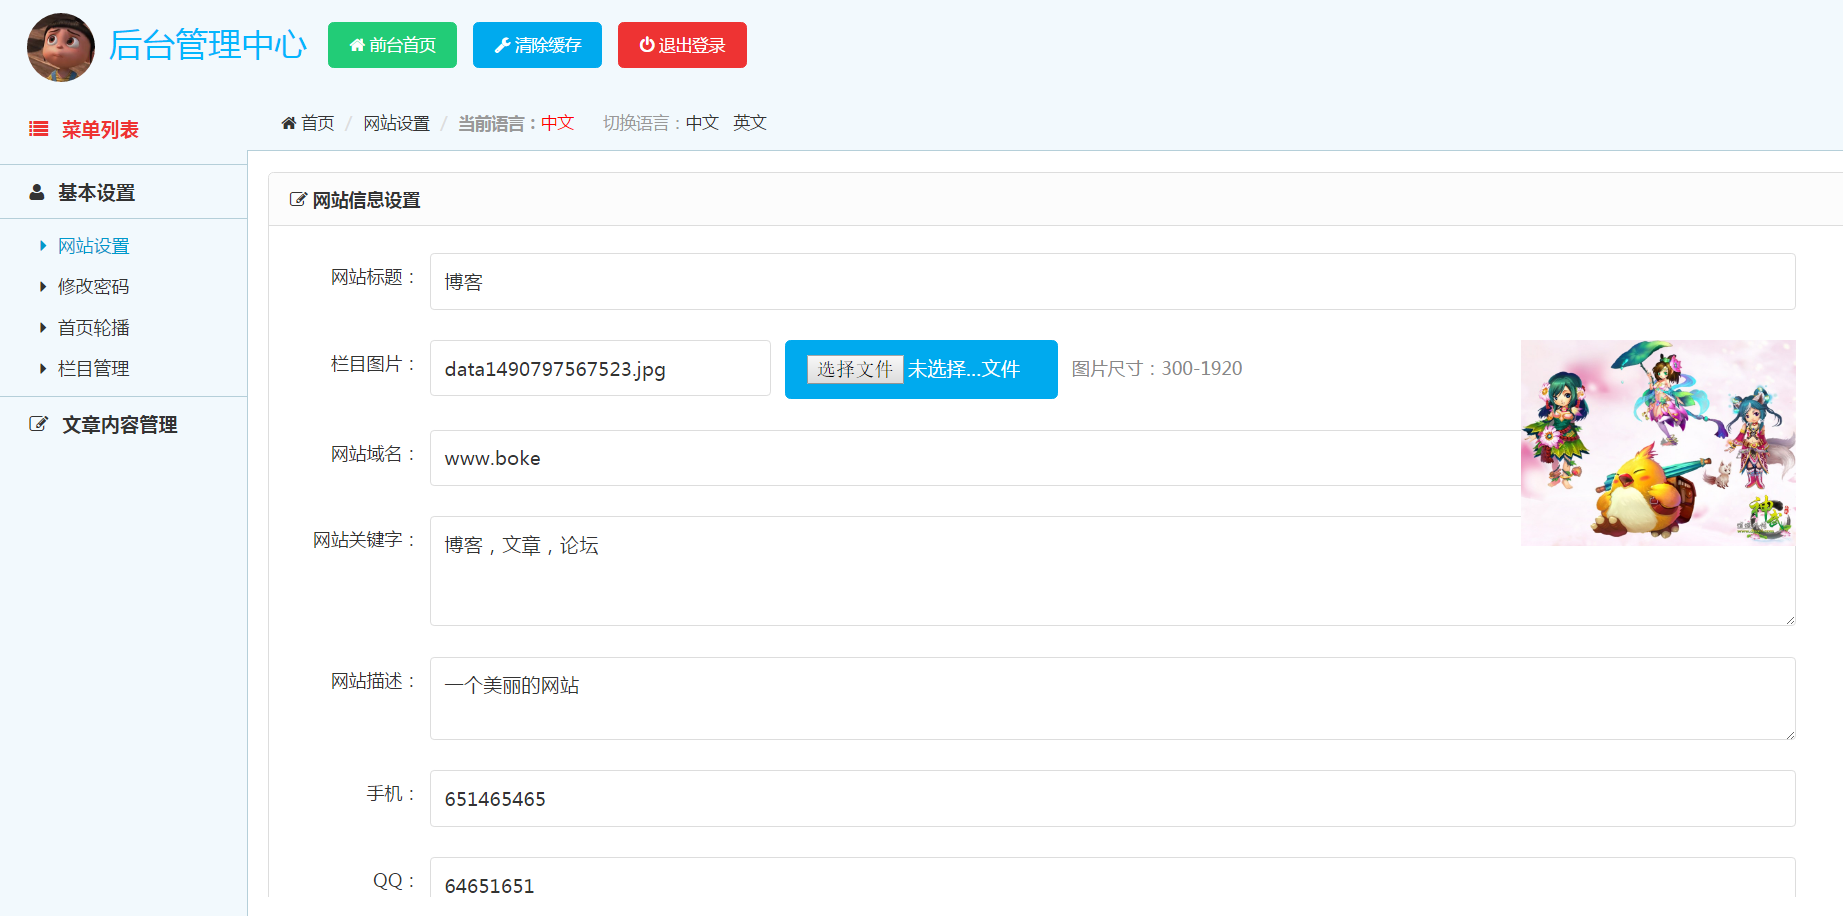 后台管理中心
前台首页
清除缓存
退出登录
菜单列表
首页 / 网站设置 / 当前语言：中文 切换语言：中文 英文
基本设置
网站设置
修改密码
首页轮播
栏目管理
文章内容管理
网站信息设置
网站标题：
博客
栏目图片：
data1490797567523.jpg
选择文件 未选择...文件
图片尺寸：300-1920
网站域名：
www.boke
网站关键字：
博客，文章，论坛
网站描述：
一个美丽的网站
手机：
651465465
QQ：
64651651